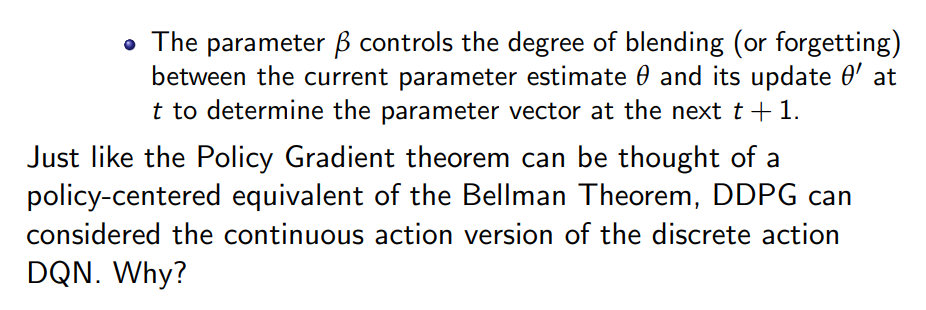 • The parameter β controls the degree of blending (or forgetting)
between the current parameter estimate θ and its update θ′ at
t to determine the parameter vector at the next t + 1.
Just like the Policy Gradient theorem can be thought of a
policy-centered equivalent of the Bellman Theorem, DDPG can
considered the continuous action version of the discrete action
DQN. Why?